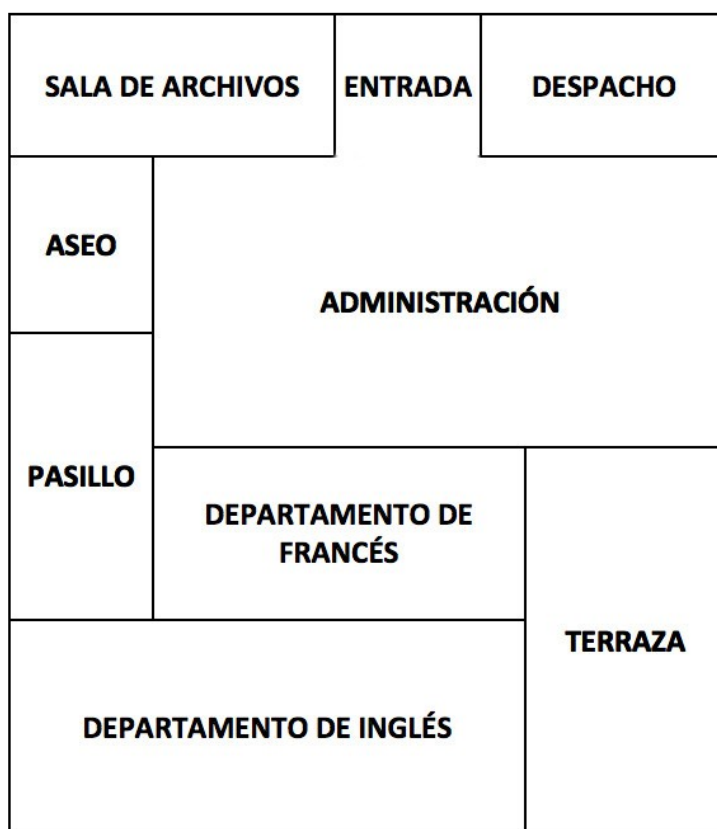 SALA DE ARCHIVOS
ENTRADA
DESPACHO
ASEO
ADMINISTRACIÓN
PASILLO
DEPARTAMENTO DE
FRANCÉS
TERRAZA
DEPARTAMENTO DE INGLÉS